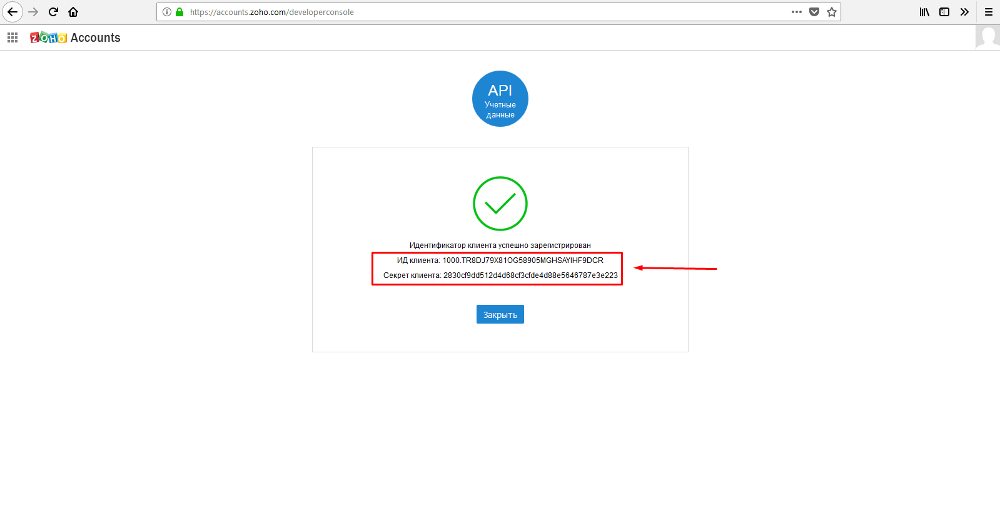 https://accounts.zoho.com/developerconsole
ZOHO Accounts
API
Учетные
данные
Идентификатор клиента успешно зарегистрирован
ИД клиента: 1000.TR8DJ79X81OG58905MGHSAYIHF9DCR
Секрет клиента: 2830cf9dd512d4d68cf3cfde4d88e5646787e3e223
Закрыть